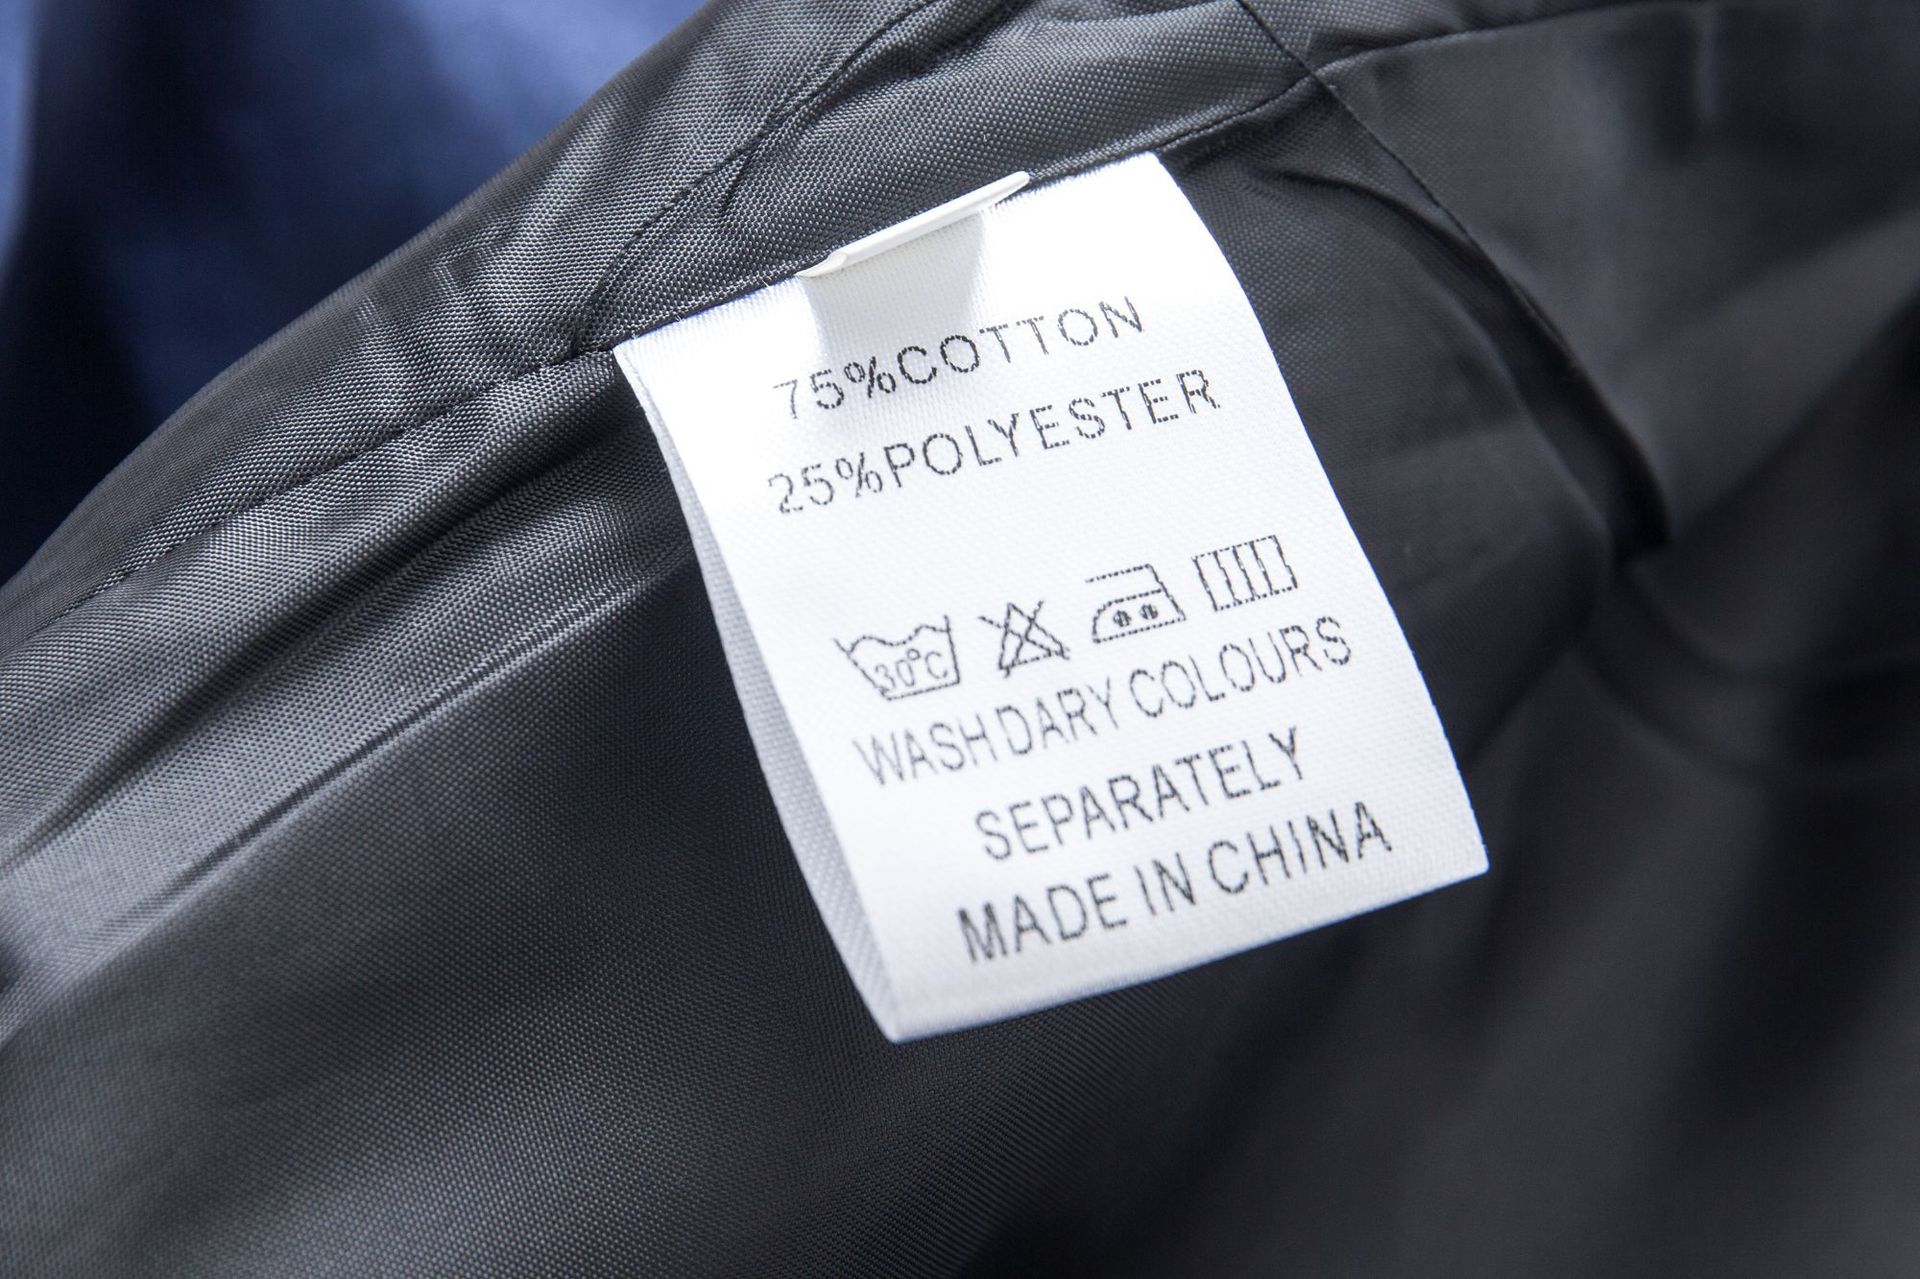 75%COTTON
25%POLYESTER
30°C
WASH DARY COLOURS
SEPARATELY
MADE IN CHINA